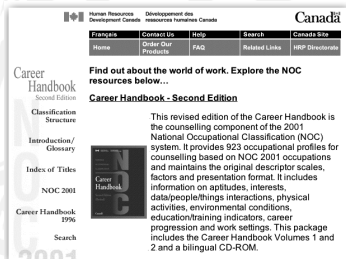 Human Resources Development Canada
Développement des ressources humaines Canada
Canada
Français
Contact Us
Help
Search
Canada Site
Home
Order Our Products
FAQ
Related Links
HRP Directorate
Career
Handbook
Second Edition
Classification
Structure
Introduction/
Glossary
Index of Titles
NOC 2001
Career Handbook
1996
Search
2001
Find out about the world of work. Explore the NOC
resources below…
Career Handbook - Second Edition
Career
Handbook
This revised edition of the Career Handbook is
the counselling component of the 2001
National Occupational Classification (NOC)
system. It provides 923 occupational profiles for
counselling based on NOC 2001 occupations
and maintains the original descriptor scales,
factors and presentation format. It includes
information on aptitudes, interests,
data/people/things interactions, physical
activities, environmental conditions,
education/training indicators, career
progression and work settings. This package
includes the Career Handbook Volumes 1 and
2 and a bilingual CD-ROM.